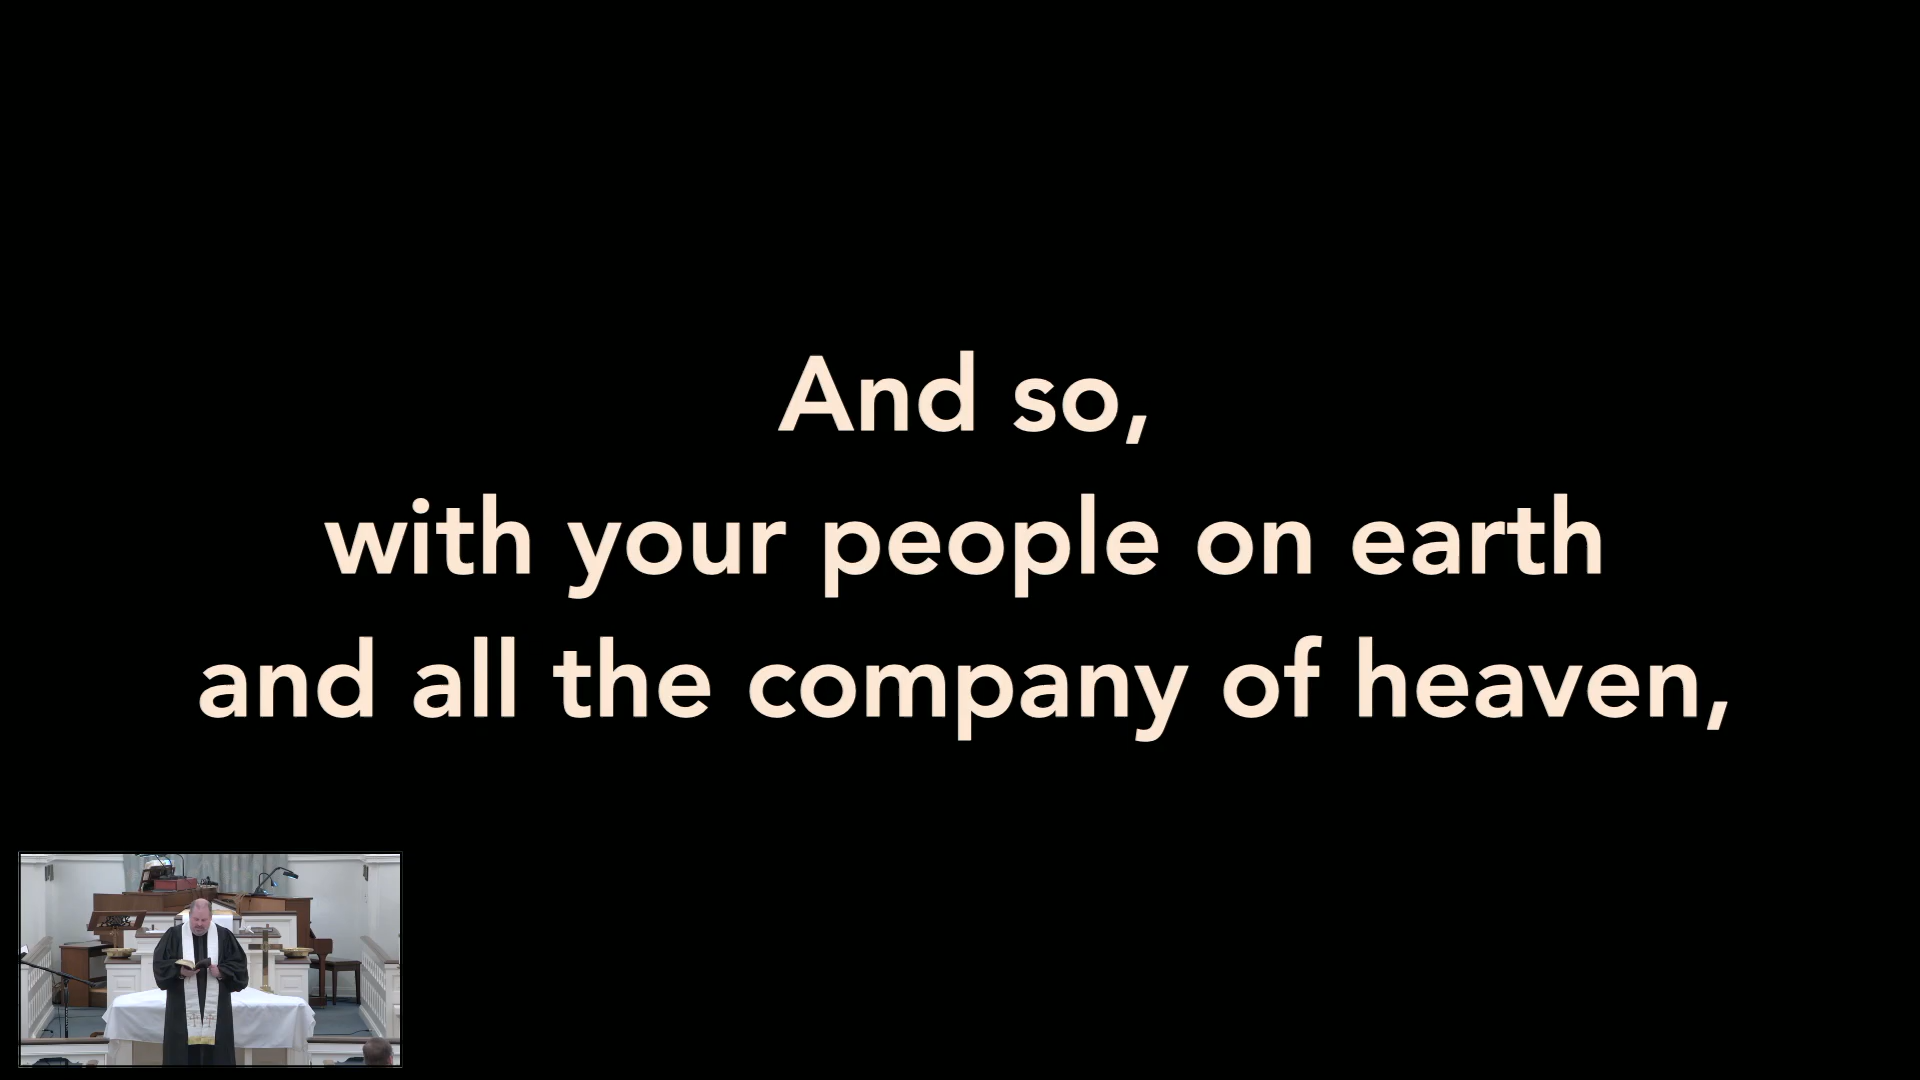 And so,
with your people on earth
and all the company of heaven,